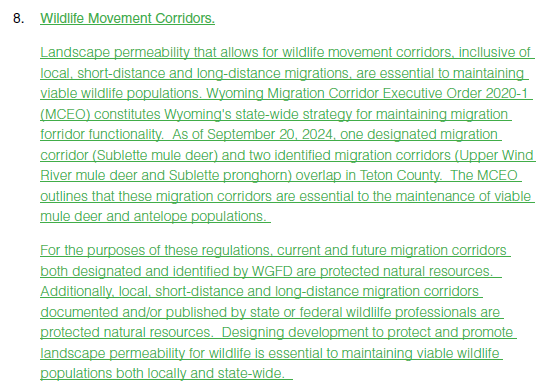 8. Wildlife Movement Corridors.
Landscape permeability that allows for wildlife movement corridors, incllusive of
local, short-distance and long-distance migrations, are essential to maintaining
viable wildlife populations. Wyoming Migration Corridor Executive Order 2020-1
(MCEO) constitutes Wyoming's state-wide strategy for maintaining migration
forridor functionality. As of September 20, 2024, one designated migration
corridor (Sublette mule deer) and two identified migration corridors (Upper Wind
River mule deer and Sublette pronghorn) overlap in Teton County. The MCEO
outlines that these migration corridors are essential to the maintenance of viable
mule deer and antelope populations.
For the purposes of these regulations, current and future migration corridors
both designated and identified by WGFD are protected natural resources.
Additionally, local, short-distance and long-distance migration corridors
documented and/or published by state or federal wildlife professionals are
protected natural resources. Designing development to protect and promote
landscape permeability for wildlife is essential to maintaining viable wildlife
populations both locally and state-wide.